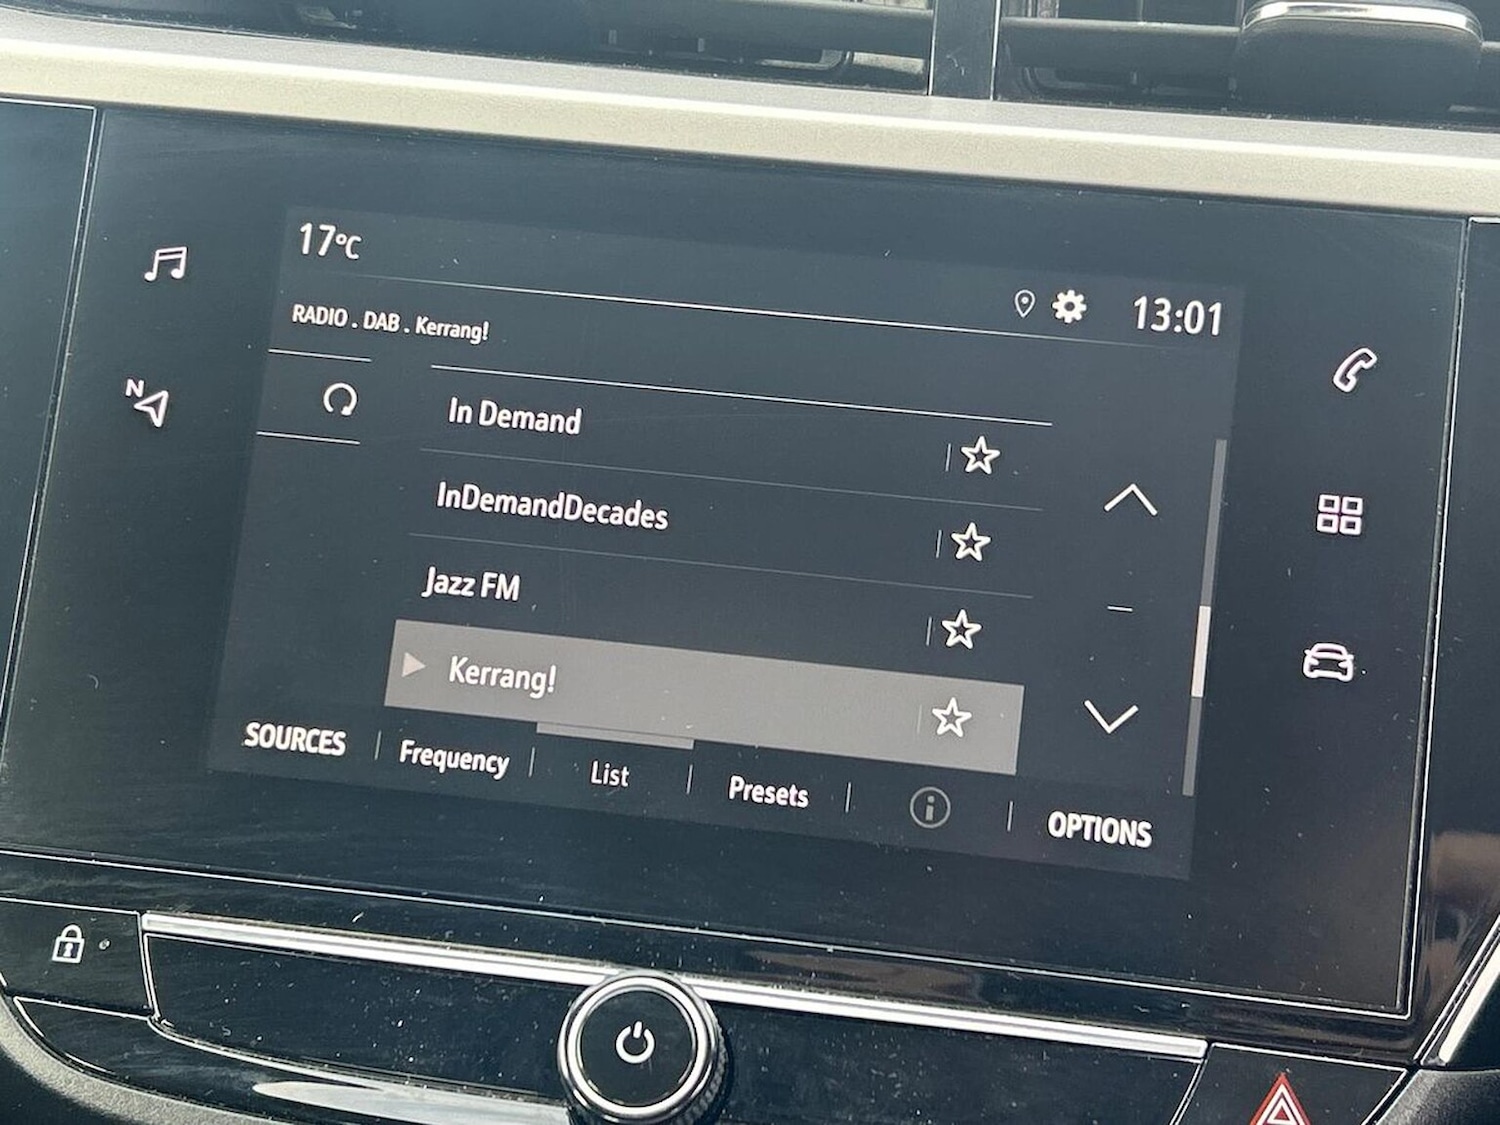 17°C
13:01
RADIO . DAB . Kerrang!
N
In Demand
InDemandDecades
Jazz FM
Kerrang!
SOURCES
Frequency
List
Presets
OPTIONS